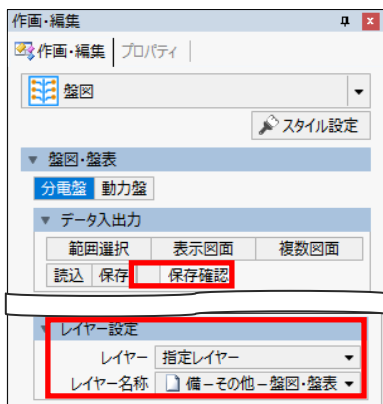 作画・編集
作画・編集 プロパティ
盤図
スタイル設定
盤図・盤表
分電盤 動力盤
データ入出力
範囲選択 表示図面 複数図面
読込 保存 保存確認
レイヤー設定
レイヤー 指定レイヤー
レイヤー名称 備－その他－盤図・盤表